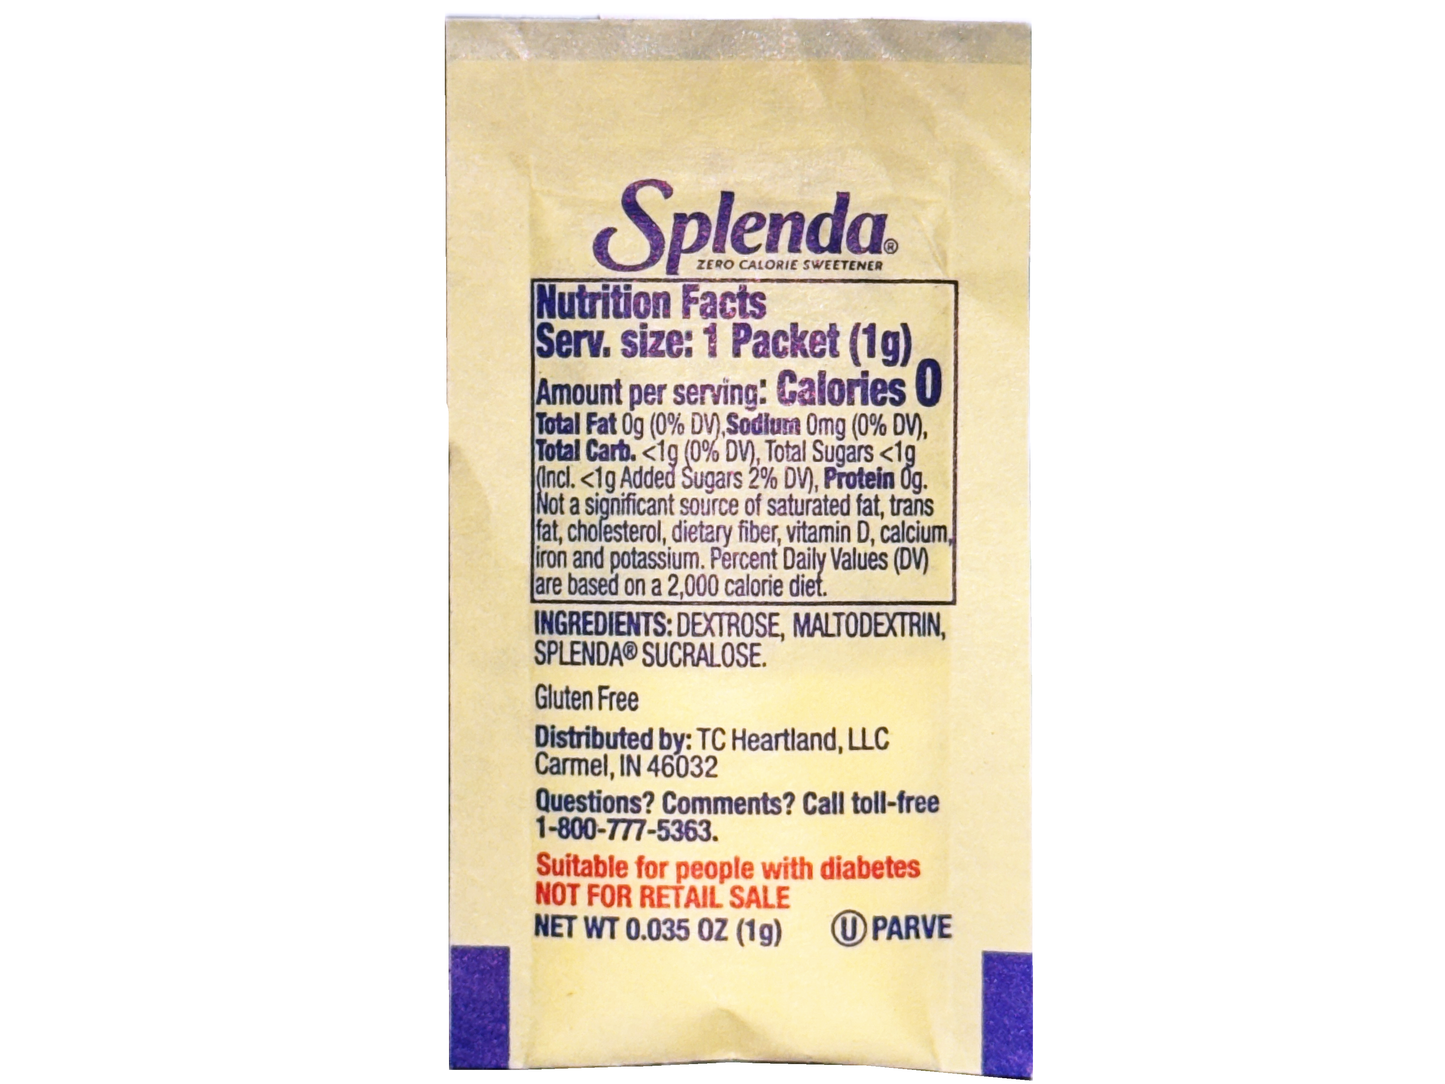 Splenda®
ZERO CALORIE SWEETENER
Nutrition Facts
Serv. size: 1 Packet (1g)
Amount per serving: Calories 0
Total Fat 0g (0% DV), Sodium 0mg (0% DV),
Total Carb. <1g (0% DV), Total Sugars <1g
(Incl. <1g Added Sugars 2% DV), Protein 0g.
Not a significant source of saturated fat, trans
fat, cholesterol, dietary fiber, vitamin D, calcium,
iron and potassium. Percent Daily Values (DV)
are based on a 2,000 calorie diet.
INGREDIENTS: DEXTROSE, MALTODEXTRIN,
SPLENDA® SUCRALOSE.
Gluten Free
Distributed by: TC Heartland, LLC
Carmel, IN 46032
Questions? Comments? Call toll-free
1-800-777-5363.
Suitable for people with diabetes
NOT FOR RETAIL SALE
NET WT 0.035 OZ (1g) Ⓤ PARVE